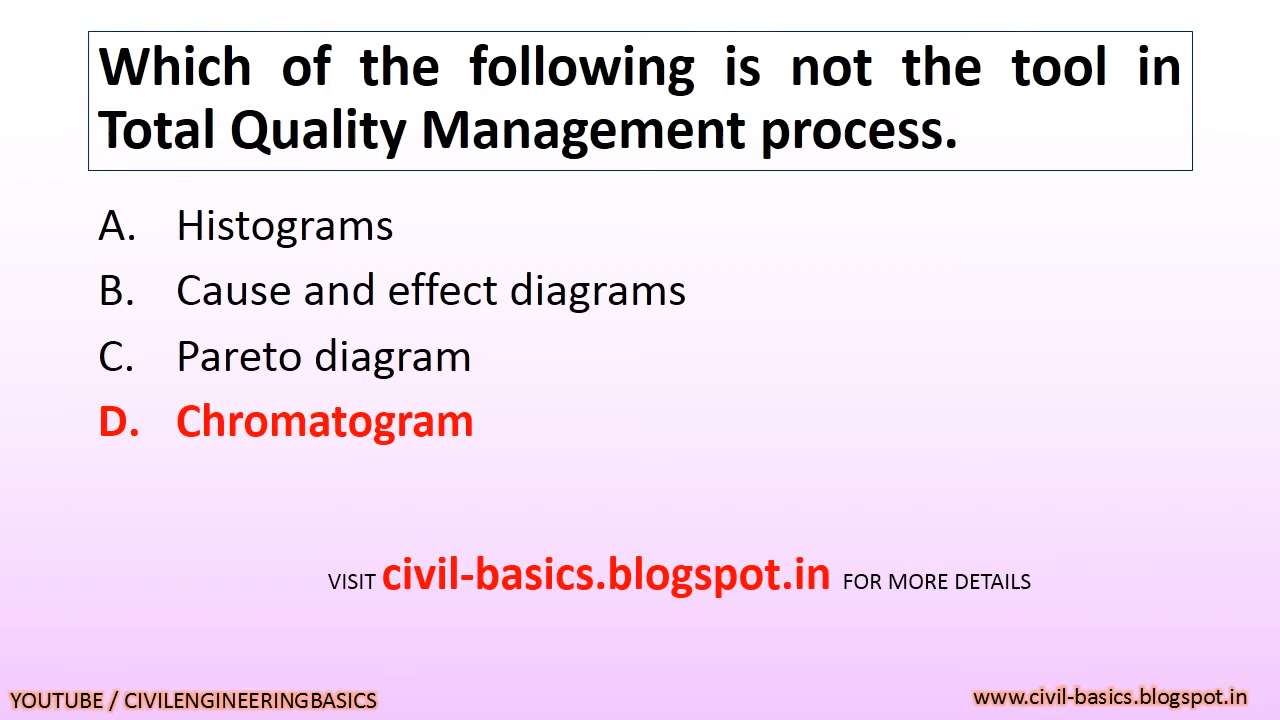 Which of the following is not the tool in
Total Quality Management process.
A. Histograms
B. Cause and effect diagrams
C. Pareto diagram
D. Chromatogram
VISIT civil-basics.blogspot.in FOR MORE DETAILS
YOUTUBE / CIVILENGINEERINGBASICS
www.civil-basics.blogspot.in